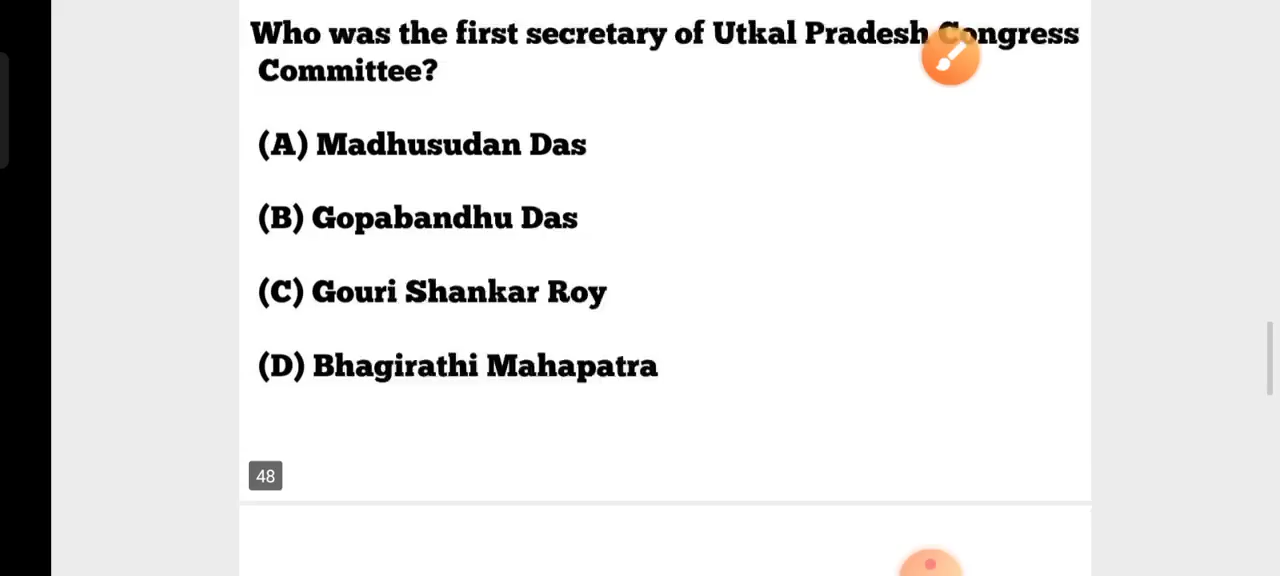 Who was the first secretary of Utkal Pradesh Congress
Committee?
(A) Madhusudan Das
(B) Gopabandhu Das
(C) Gouri Shankar Roy
(D) Bhagirathi Mahapatra
48